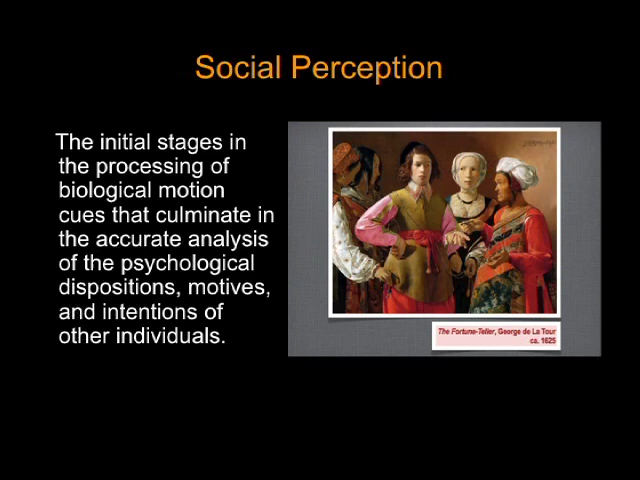 Social Perception
The initial stages in
the processing of
biological motion
cues that culminate in
the accurate analysis
of the psychological
dispositions, motives,
and intentions of
other individuals.
The Fortune-Teller, George de La Tour
ca. 1625